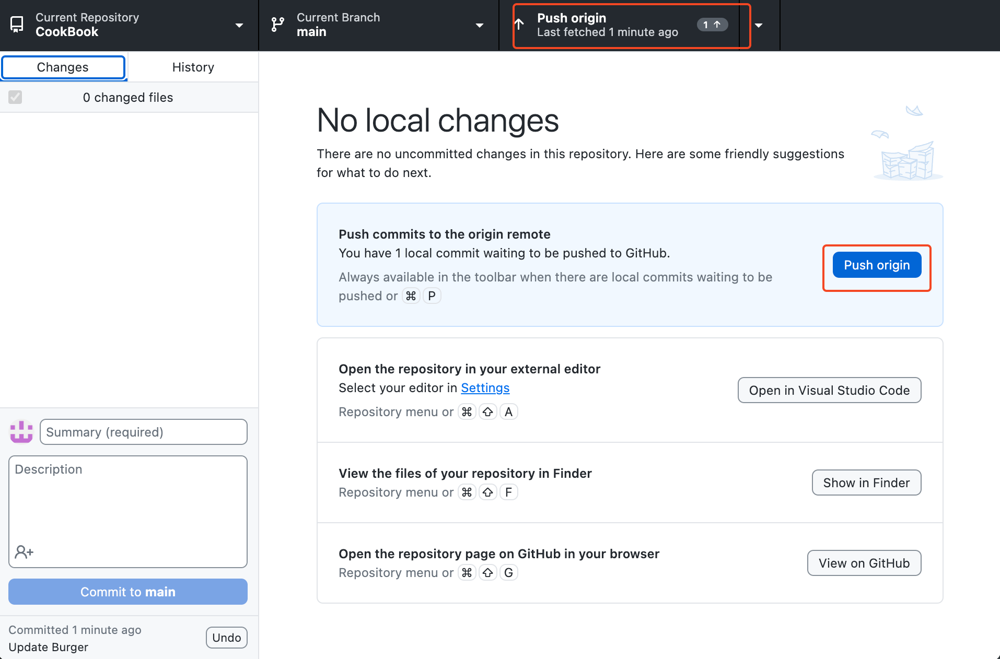 Current Repository
CookBook
Current Branch
main
Push origin
Last fetched 1 minute ago
1 ↑
Changes
History
0 changed files
No local changes
There are no uncommitted changes in this repository. Here are some friendly suggestions
for what to do next.
Push commits to the origin remote
You have 1 local commit waiting to be pushed to GitHub.
Always available in the toolbar when there are local commits waiting to be
pushed or ⌘ P
Push origin
Open the repository in your external editor
Select your editor in Settings
Repository menu or ⌘ ⇧ A
Open in Visual Studio Code
View the files of your repository in Finder
Repository menu or ⌘ ⇧ F
Show in Finder
Open the repository page on GitHub in your browser
Repository menu or ⌘ ⇧ G
View on GitHub
Summary (required)
Description
Commit to main
Committed 1 minute ago
Update Burger
Undo